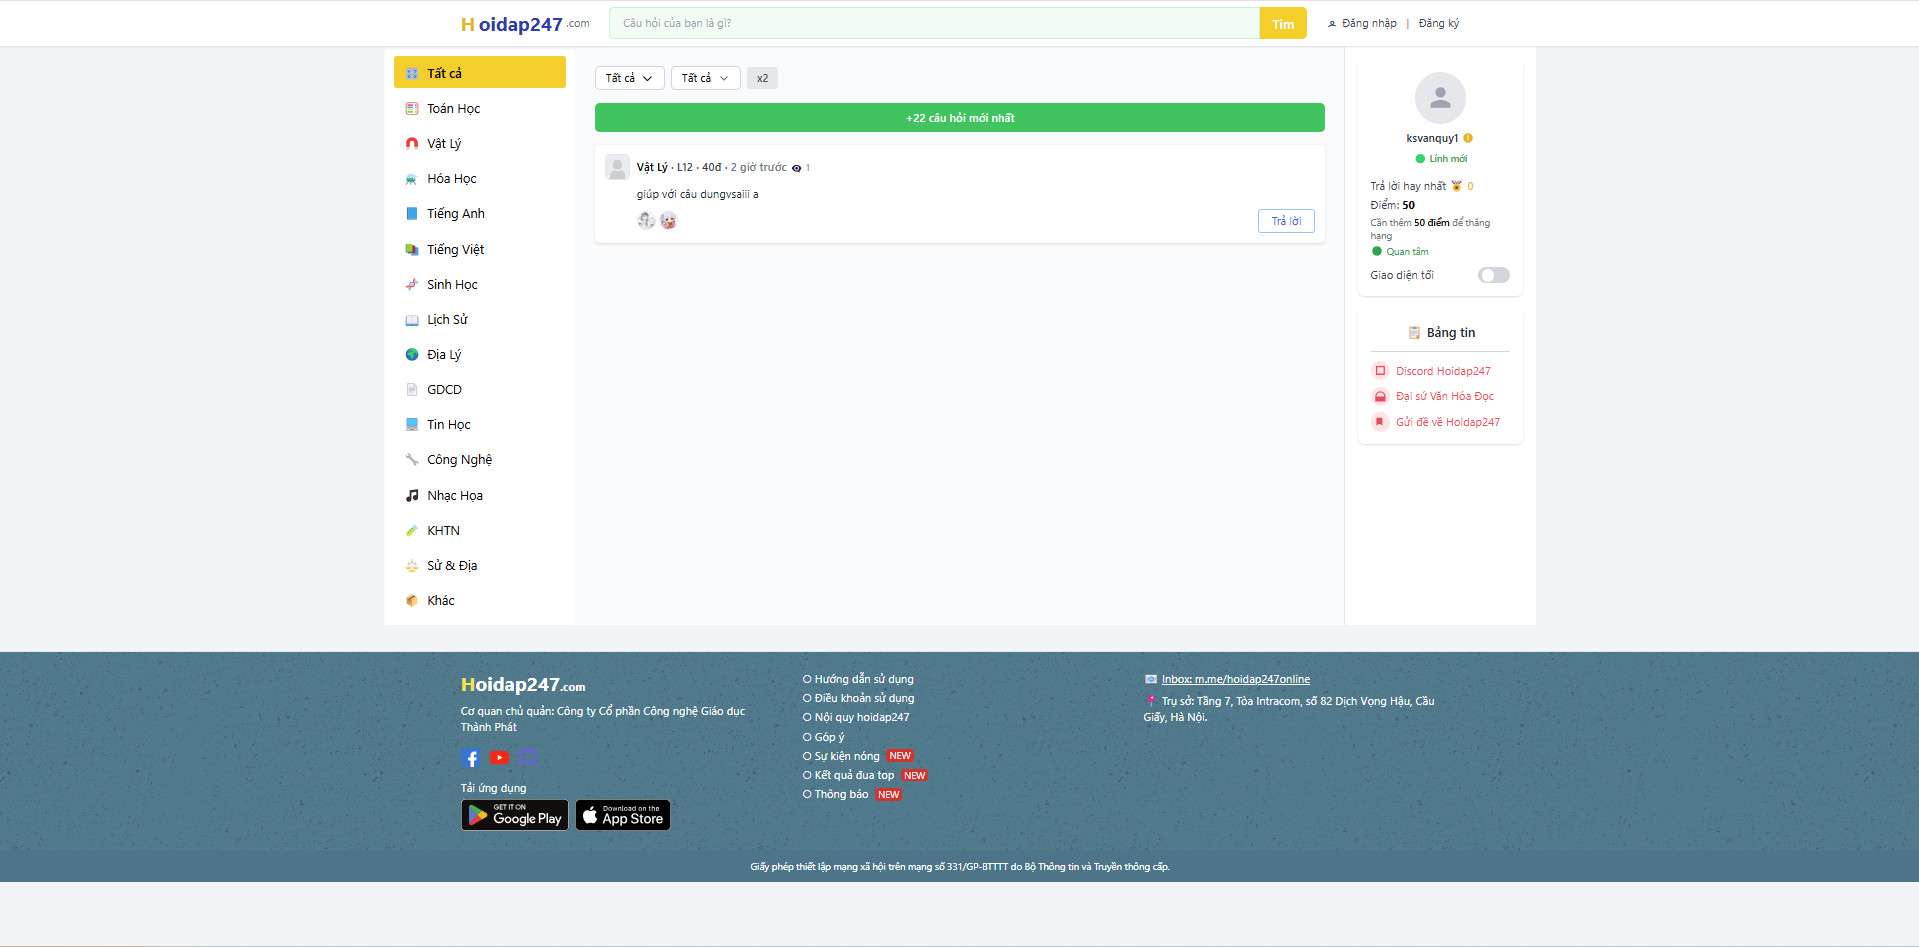 Hoidap247.com
Câu hỏi của bạn là gì?
Tìm
Đăng nhập | Đăng ký
Tất cả
Toán Học
Vật Lý
Hóa Học
Tiếng Anh
Tiếng Việt
Sinh Học
Lịch Sử
Địa Lý
GDCD
Tin Học
Công Nghệ
Nhạc Họa
KHTN
Sử & Địa
Khác
Tất cả Tất cả x2
+22 câu hỏi mới nhất
Vật Lý · L12 · 40đ · 2 giờ trước 1
giúp với câu dungvsaiii a
Trả lời
ksvanquy1
Lính mới
Trả lời hay nhất 0
Điểm: 50
Cần thêm 50 điểm để thăng
hạng
Quan tâm
Giao diện tối
Bảng tin
Discord Hoidap247
Đại sứ Văn Hóa Đọc
Gửi đề về Hoidap247
Hoidap247.com
Cơ quan chủ quản: Công ty Cổ phần Công nghệ Giáo dục
Thành Phát
Tải ứng dụng
GET IT ON
Google Play
Download on the
App Store
Hướng dẫn sử dụng
Điều khoản sử dụng
Nội quy hoidap247
Góp ý
Sự kiện nóng NEW
Kết quả đua top NEW
Thông báo NEW
Inbox: m.me/hoidap247online
Trụ sở: Tầng 7, Tòa Intracom, số 82 Dịch Vọng Hậu, Cầu
Giấy, Hà Nội.
Giấy phép thiết lập mạng xã hội trên mạng số 331/GP-BTTTT do Bộ Thông tin và Truyền thông cấp.